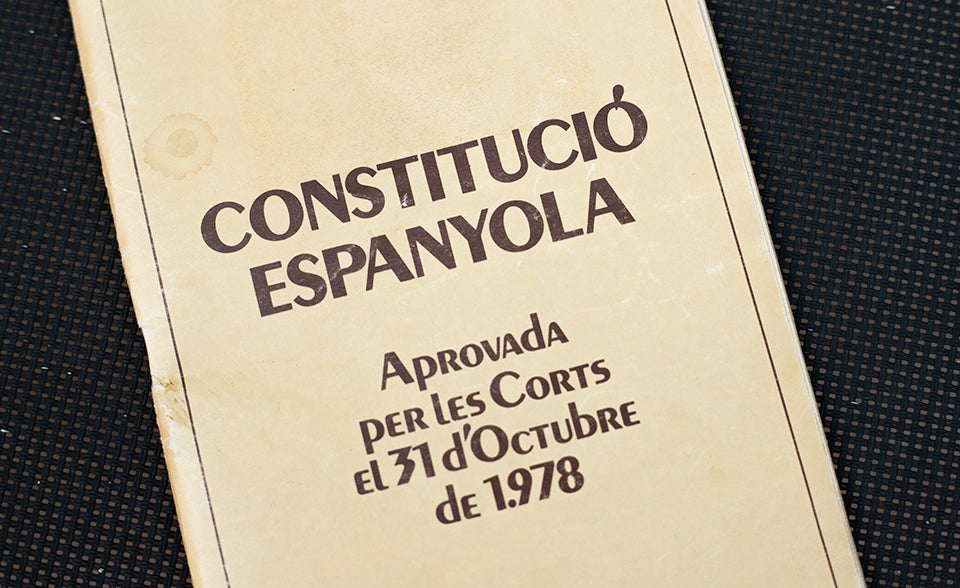 CONSTITUCIÓ
ESPANYOLA
Aprovada
per les Corts
el 31 d'Octubre
de 1.978